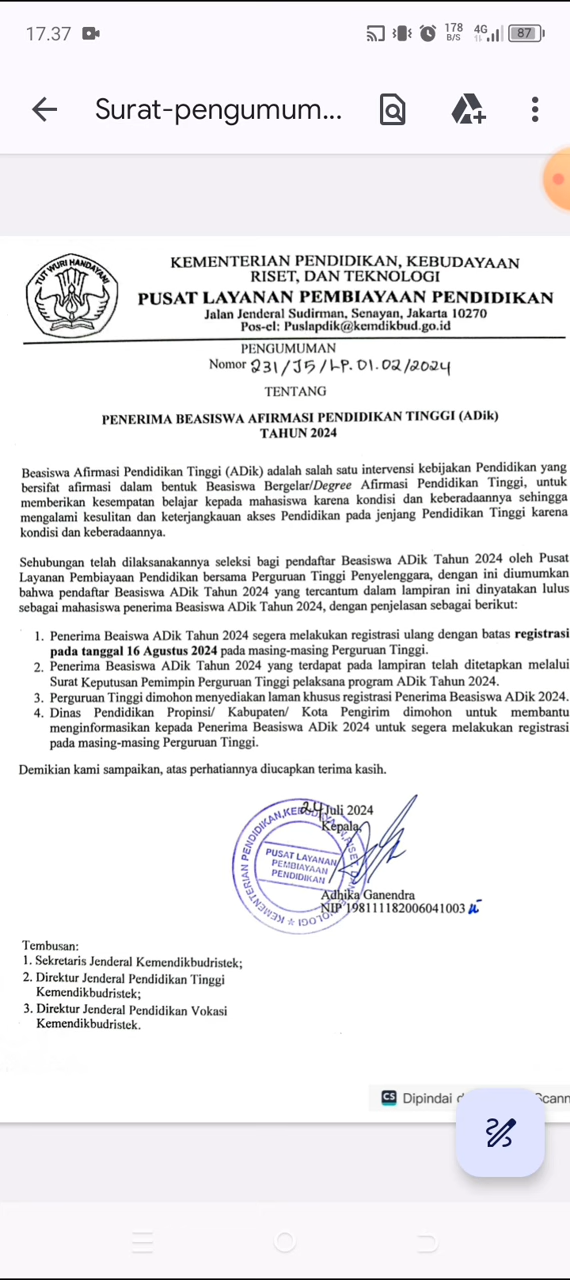 17.37
178 B/S 4G 87
Surat-pengumum...
TUT WURI HANDAYANI
KEMENTERIAN PENDIDIKAN, KEBUDAYAAN
RISET, DAN TEKNOLOGI
PUSAT LAYANAN PEMBIAYAAN PENDIDIKAN
Jalan Jenderal Sudirman, Senayan, Jakarta 10270
Pos-el: Puslapdik@kemdikbud.go.id
PENGUMUMAN
Nomor 231/J5/LP.01.02/2024
TENTANG
PENERIMA BEASISWA AFIRMASI PENDIDIKAN TINGGI (ADik)
TAHUN 2024
Beasiswa Afirmasi Pendidikan Tinggi (ADik) adalah salah satu intervensi kebijakan Pendidikan yang
bersifat afirmasi dalam bentuk Beasiswa Bergelar/Degree Afirmasi Pendidikan Tinggi, untuk
memberikan kesempatan belajar kepada mahasiswa karena kondisi dan keberadaannya sehingga
mengalami kesulitan dan keterjangkauan akses Pendidikan pada jenjang Pendidikan Tinggi karena
kondisi dan keberadaannya.
Sehubungan telah dilaksanakannya seleksi bagi pendaftar Beasiswa ADik Tahun 2024 oleh Pusat
Layanan Pembiayaan Pendidikan bersama Perguruan Tinggi Penyelenggara, dengan ini diumumkan
bahwa pendaftar Beasiswa ADik Tahun 2024 yang tercantum dalam lampiran ini dinyatakan lulus
sebagai mahasiswa penerima Beasiswa ADik Tahun 2024, dengan penjelasan sebagai berikut:
1. Penerima Beaiswa ADik Tahun 2024 segera melakukan registrasi ulang dengan batas registrasi
pada tanggal 16 Agustus 2024 pada masing-masing Perguruan Tinggi.
2. Penerima Beasiswa ADik Tahun 2024 yang terdapat pada lampiran telah ditetapkan melalui
Surat Keputusan Pemimpin Perguruan Tinggi pelaksana program ADik Tahun 2024.
3. Perguruan Tinggi dimohon menyediakan laman khusus registrasi Penerima Beasiswa ADik 2024.
4. Dinas Pendidikan Propinsi/ Kabupaten/ Kota Pengirim dimohon untuk membantu
menginformasikan kepada Penerima Beasiswa ADik 2024 untuk segera melakukan registrasi
pada masing-masing Perguruan Tinggi.
Demikian kami sampaikan, atas perhatiannya diucapkan terima kasih.
24 Juli 2024
Kepala,
PUSAT LAYANAN
PEMBIAYAAN
PENDIDIKAN
Adhika Ganendra
NIP 198111182006041003
Tembusan:
1. Sekretaris Jenderal Kemendikbudristek;
2. Direktur Jenderal Pendidikan Tinggi
Kemendikbudristek;
3. Direktur Jenderal Pendidikan Vokasi
Kemendikbudristek.
CS Dipindai